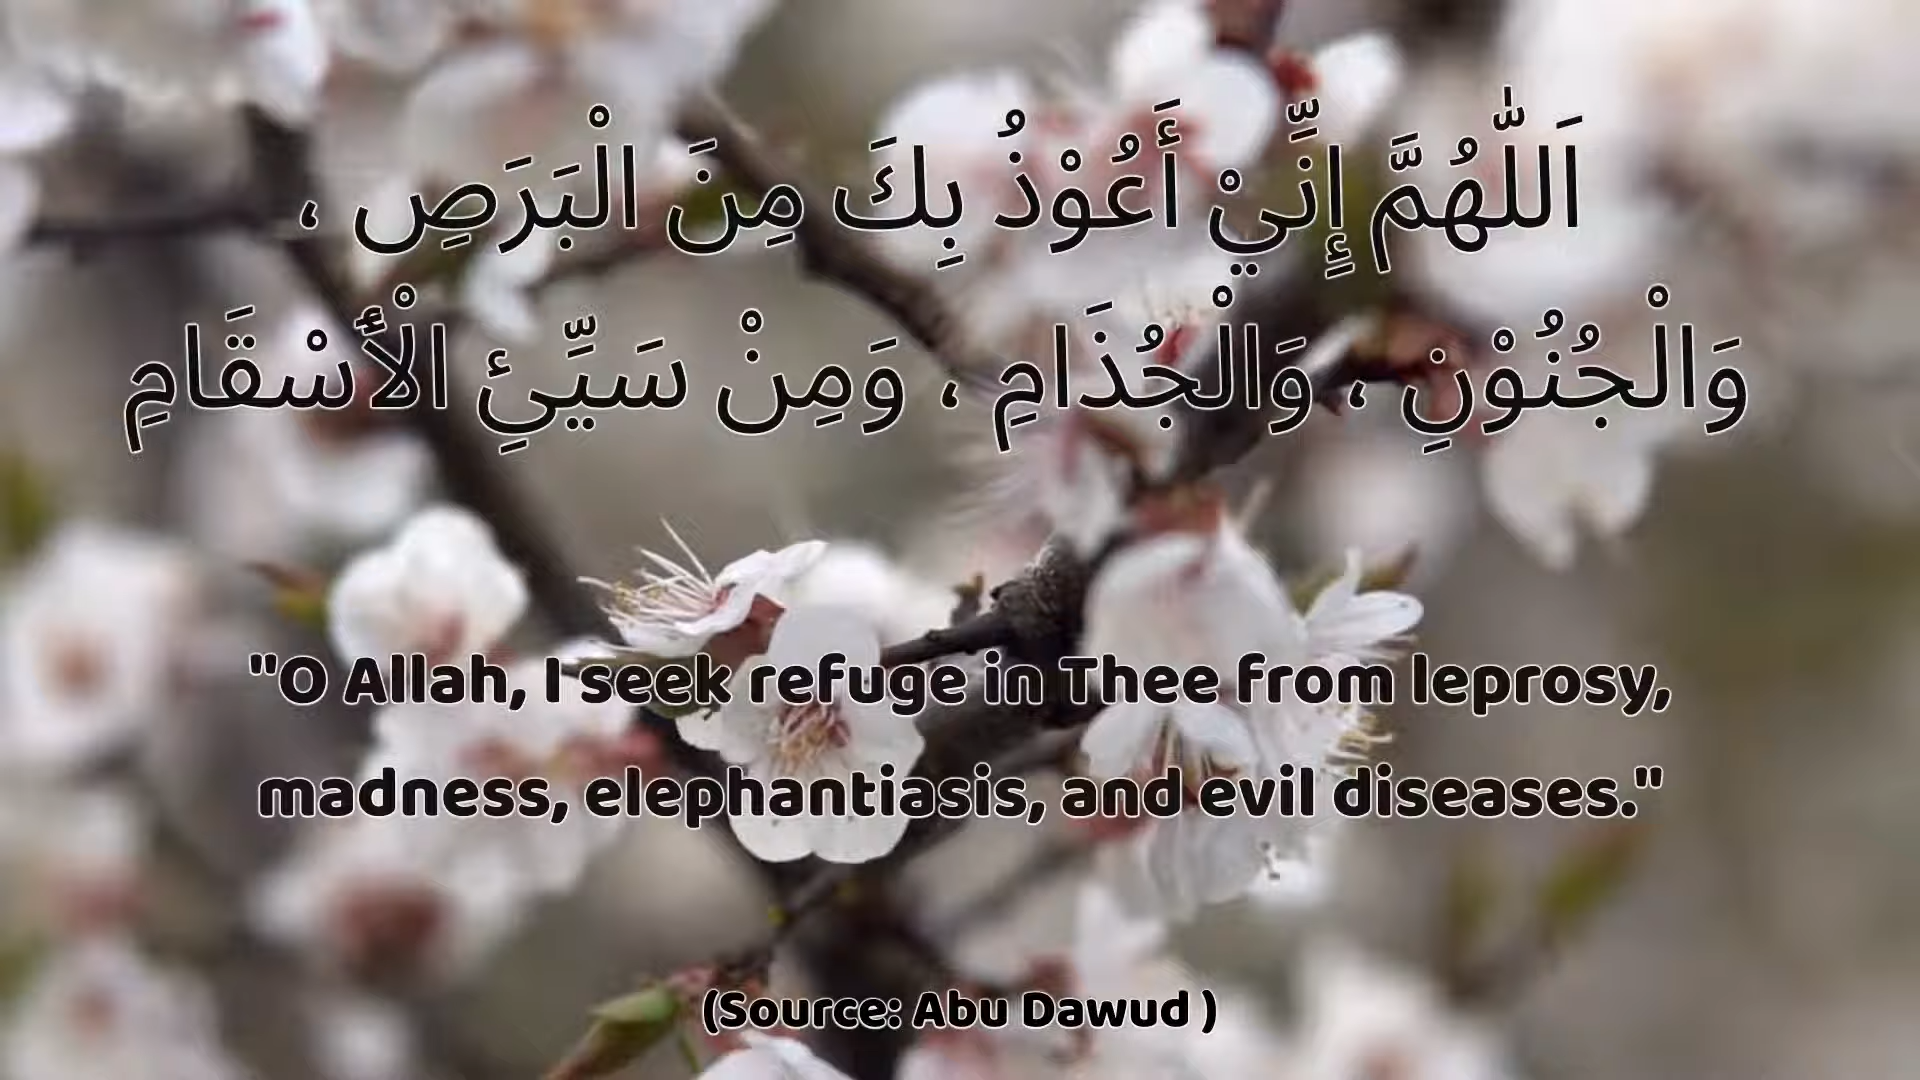 اَللّٰهُمَّ إِنِّيْ أَعُوْذُ بِكَ مِنَ الْبَرَصِ ،
وَالْجُنُوْنِ ، وَالْجُذَامِ ، وَمِنْ سَيِّئِ الْأَسْقَامِ
"O Allah, I seek refuge in Thee from leprosy,
madness, elephantiasis, and evil diseases."
(Source: Abu Dawud )